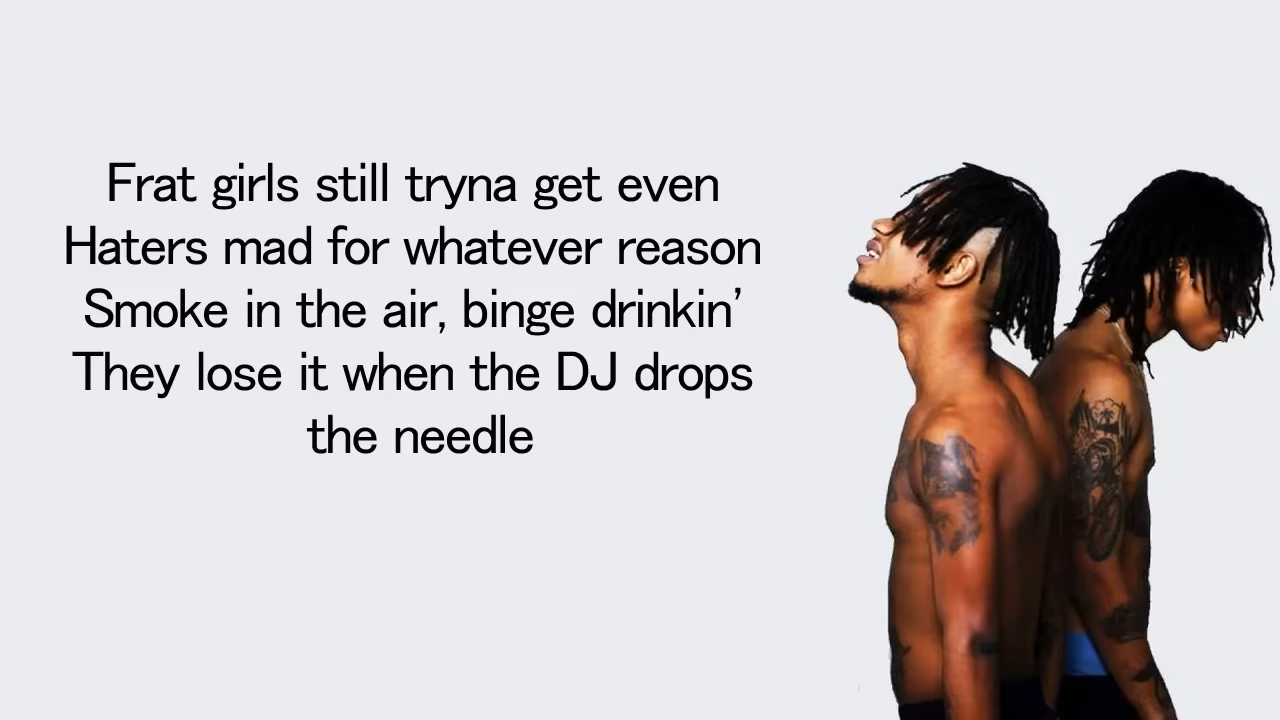 Frat girls still tryna get even
Haters mad for whatever reason
Smoke in the air, binge drinkin’
They lose it when the DJ drops
the needle